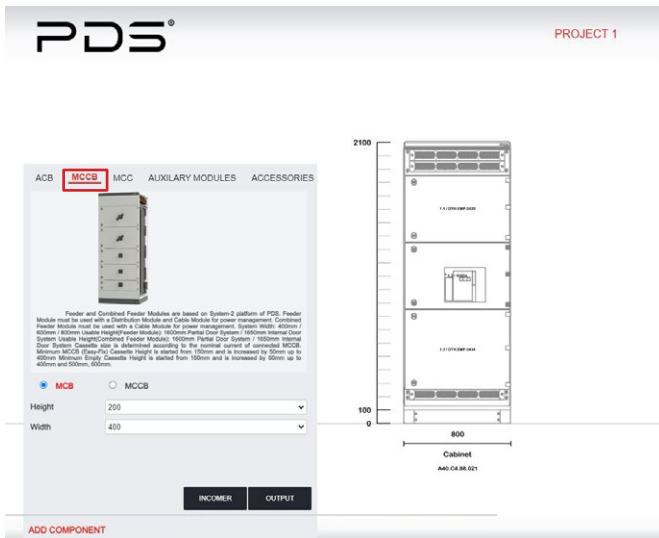 PDS®
PROJECT 1
ACB MCCB MCC AUXILARY MODULES ACCESSORIES
Feeder and Combined Feeder Modules are based on System-2 platform of PDS. Feeder
Module must be used with a Distribution Module and Cable Module for power management. Combined
Feeder Module must be used with a Cable Module for power management. System Width: 400mm /
600mm / 800mm Usable Height(Feeder Module): 1600mm Partial Door System / 1650mm Internal Door
System Usable Height(Combined Feeder Module): 1600mm Partial Door System / 1650mm Internal
Door System Cassette size is determined according to the nominal current of connected MCCB.
Minimum MCCB (Easy-Fix) Cassette Height is started from 150mm and is increased by 50mm up to
400mm Minimum Empty Cassette Height is started from 150mm and is increased by 50mm up to
400mm and 500mm, 600mm.
MCB MCCB
Height 200
Width 400
INCOMER OUTPUT
ADD COMPONENT
2100
100
0
800
Cabinet